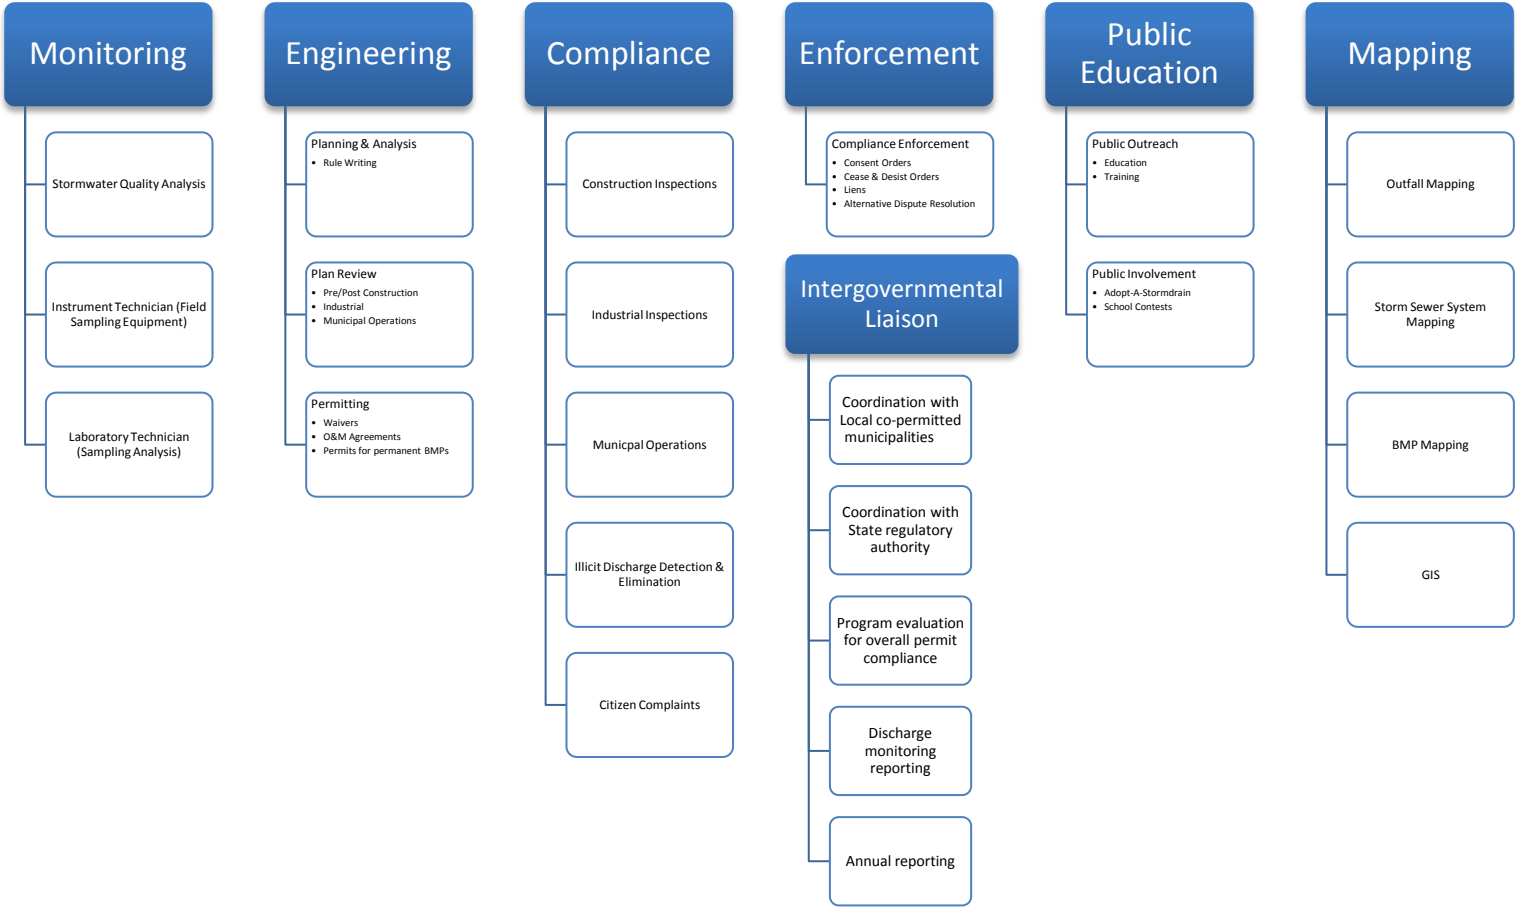 Monitoring
Stormwater Quality Analysis
Instrument Technician (Field
Sampling Equipment)
Laboratory Technician
(Sampling Analysis)
Engineering
Planning & Analysis
• Rule Writing
Plan Review
• Pre/Post Construction
• Industrial
• Municipal Operations
Permitting
• Waivers
• O&M Agreements
• Permits for permanent BMPs
Compliance
Construction Inspections
Industrial Inspections
Municpal Operations
Illicit Discharge Detection &
Elimination
Citizen Complaints
Enforcement
Compliance Enforcement
• Consent Orders
• Cease & Desist Orders
• Liens
• Alternative Dispute Resolution
Intergovernmental
Liaison
Coordination with
Local co-permitted
municipalities
Coordination with
State regulatory
authority
Program evaluation
for overall permit
compliance
Discharge
monitoring
reporting
Annual reporting
Public
Education
Public Outreach
• Education
• Training
Public Involvement
• Adopt-A-Stormdrain
• School Contests
Mapping
Outfall Mapping
Storm Sewer System
Mapping
BMP Mapping
GIS